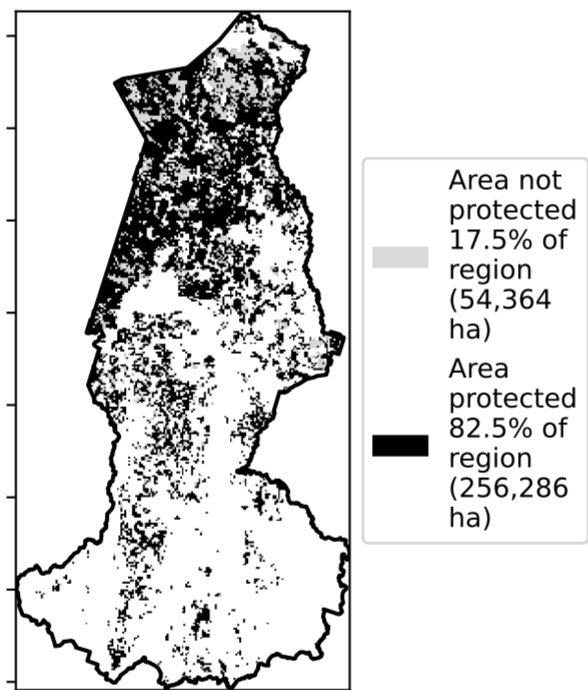 Area not
protected
17.5% of
region
(54,364
ha)
Area
protected
82.5% of
region
(256,286
ha)